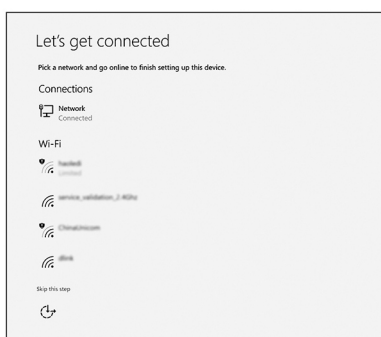 Let's get connected
Pick a network and go online to finish setting up this device.
Connections
Network
Connected
Wi-Fi
Limited
service_validation_2.4Ghz
ChinaUnicom
dlink
Skip this step